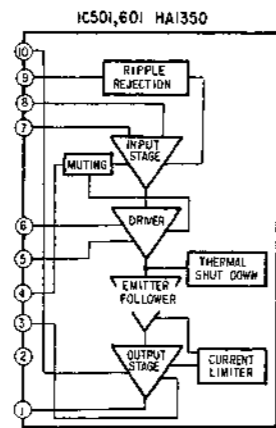 IC501,601 HA1350
10
9
RIPPLE
REJECTION
8
7
INPUT
STAGE
MUTING
DRIVER
6
5
THERMAL
SHUT DOWN
4
EMITTER
FOLLOWER
3
2
OUTPUT
STAGE
CURRENT
LIMITER
1